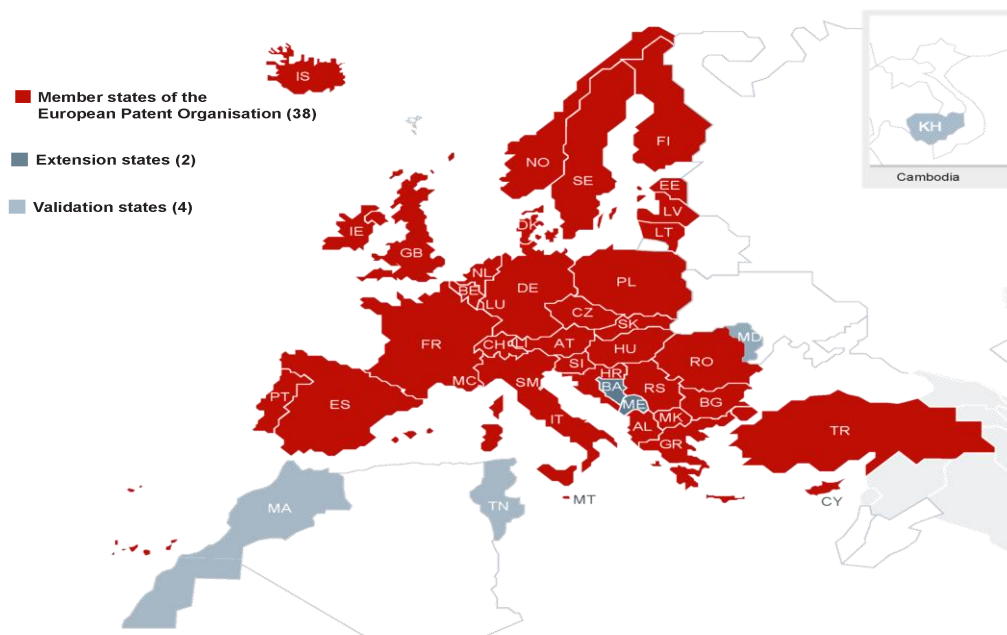 IS
Member states of the
European Patent Organisation (38)
KH
Extension states (2)
FI
NO
Cambodia
SE
EE
Validation states (4)
LV
DK
IE
LT
GB
NL
PL
BE
DE
LU
CZ
SK
MD
FR
CH
LI
AT
HU
RO
SI
HR
MC
SM
BA
RS
PT
ES
ME
BG
IT
MK
AL
TR
GR
MT
CY
MA
TN